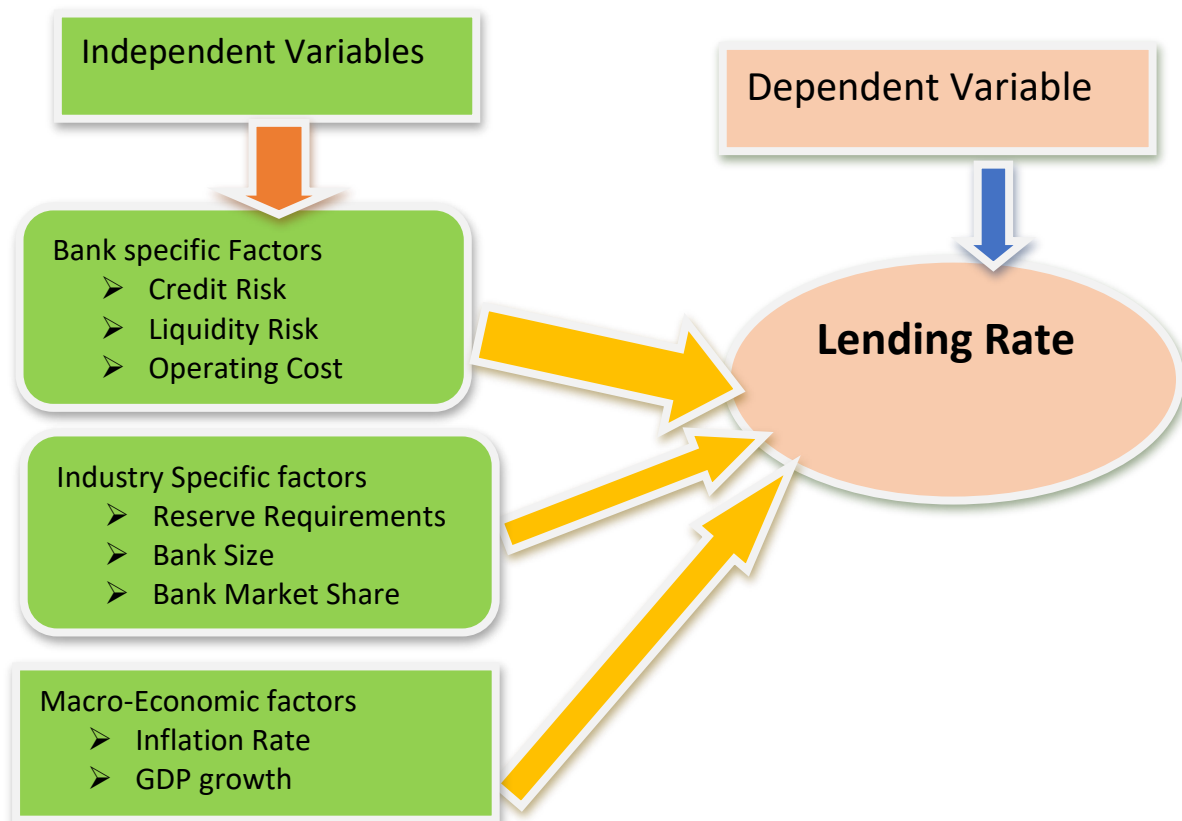 Independent Variables
Dependent Variable
Bank specific Factors
➢ Credit Risk
➢ Liquidity Risk
➢ Operating Cost
Lending Rate
Industry Specific factors
➢ Reserve Requirements
➢ Bank Size
➢ Bank Market Share
Macro-Economic factors
➢ Inflation Rate
➢ GDP growth